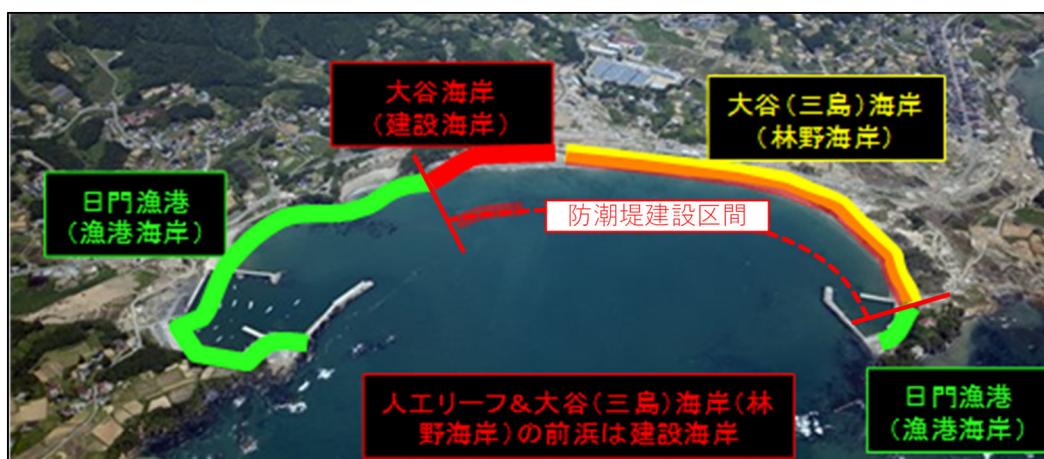 大谷海岸
（建設海岸）
大谷（三島）海岸
（林野海岸）
日門漁港
（漁港海岸）
防潮堤建設区間
人工リーフ＆大谷（三島）海岸（林
野海岸）の前浜は建設海岸
日門漁港
（漁港海岸）